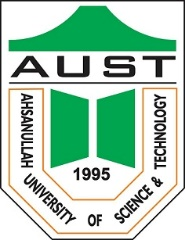 AUST
1995
AHSANULLAH UNIVERSITY OF SCIENCE & TECHNOLOGY